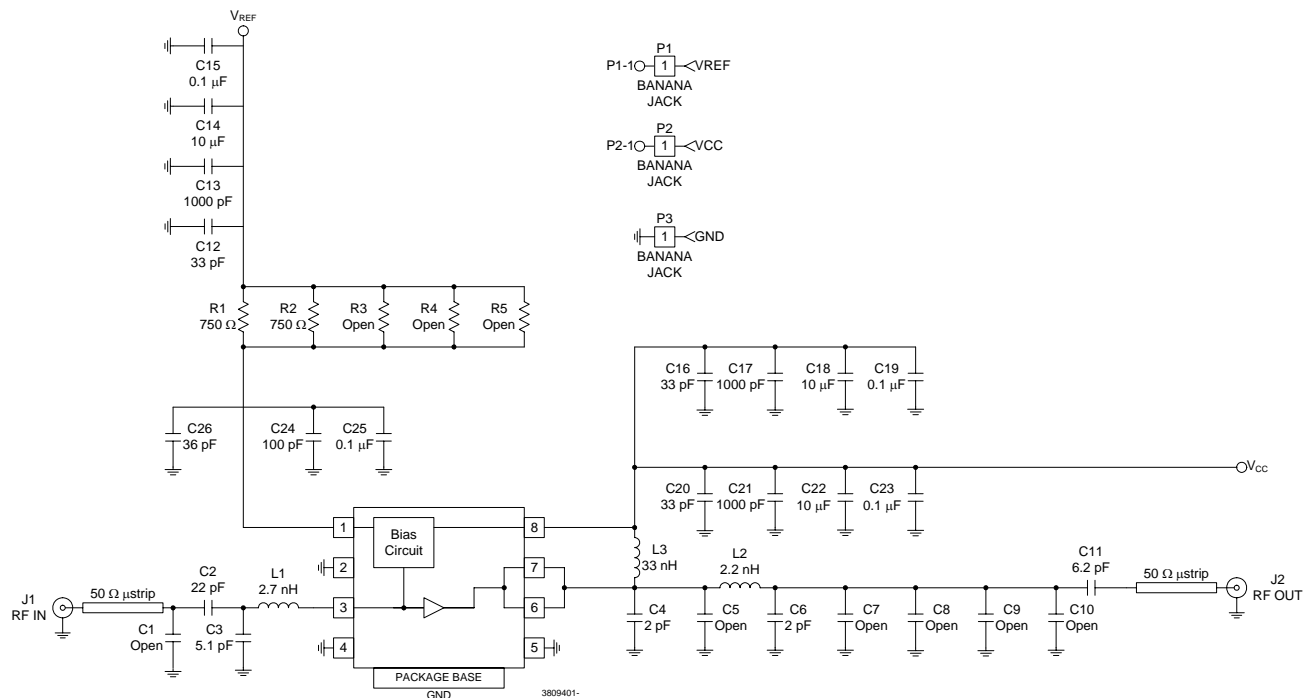 VREF
C15
0.1 µF
C14
10 µF
C13
1000 pF
C12
33 pF
P1
P1-1 1 VREF
BANANA
JACK
P2
P2-1 1 VCC
BANANA
JACK
P3
1 GND
BANANA
JACK
R1
750 Ω
R2
750 Ω
R3
Open
R4
Open
R5
Open
C16
33 pF
C17
1000 pF
C18
10 µF
C19
0.1 µF
C26
36 pF
C24
100 pF
C25
0.1 µF
C20
33 pF
C21
1000 pF
C22
10 µF
C23
0.1 µF
VCC
1
Bias
Circuit
8
2
7
3
6
4
5
PACKAGE BASE
GND
3809401-
J1
RF IN
50 Ω µstrip
C1
Open
C2
22 pF
C3
5.1 pF
L1
2.7 nH
L3
33 nH
L2
2.2 nH
C4
2 pF
C5
Open
C6
2 pF
C7
Open
C8
Open
C9
Open
C10
Open
C11
6.2 pF
50 Ω µstrip
J2
RF OUT